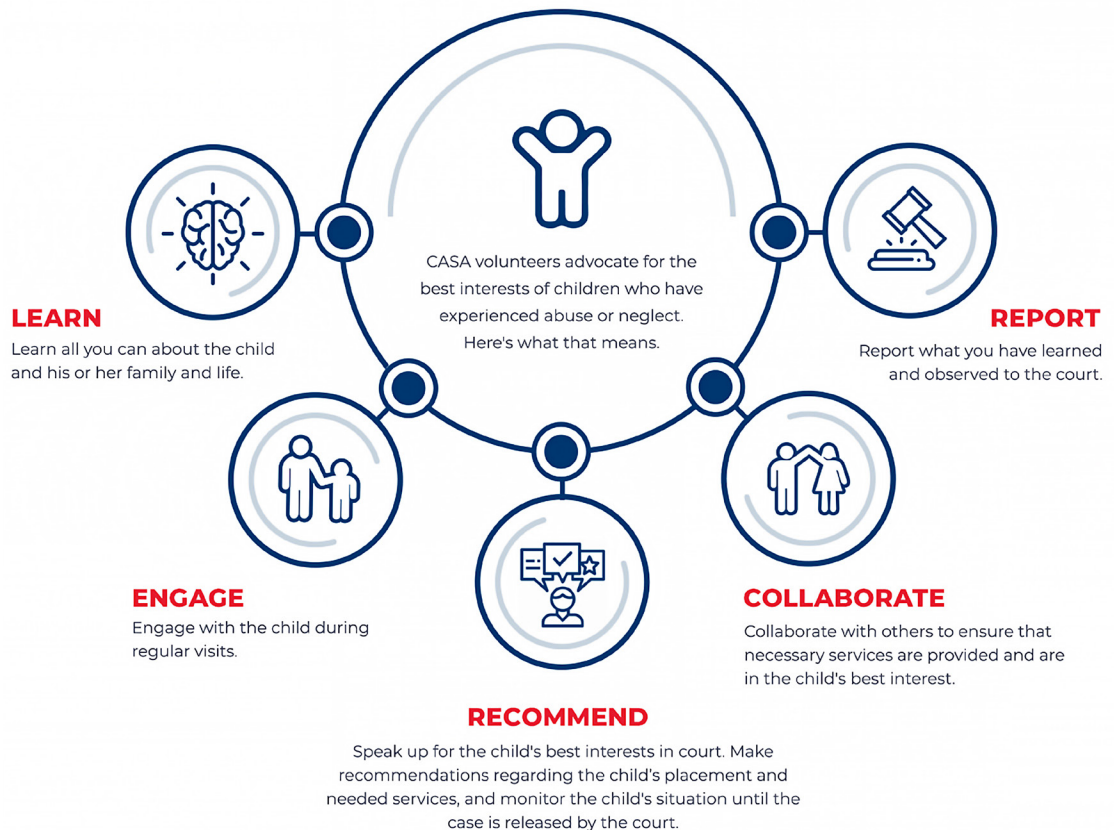 CASA volunteers advocate for the
best interests of children who have
experienced abuse or neglect.
Here's what that means.
LEARN
Learn all you can about the child
and his or her family and life.
REPORT
Report what you have learned
and observed to the court.
ENGAGE
Engage with the child during
regular visits.
COLLABORATE
Collaborate with others to ensure that
necessary services are provided and are
in the child's best interest.
RECOMMEND
Speak up for the child's best interests in court. Make
recommendations regarding the child’s placement and
needed services, and monitor the child's situation until the
case is released by the court.